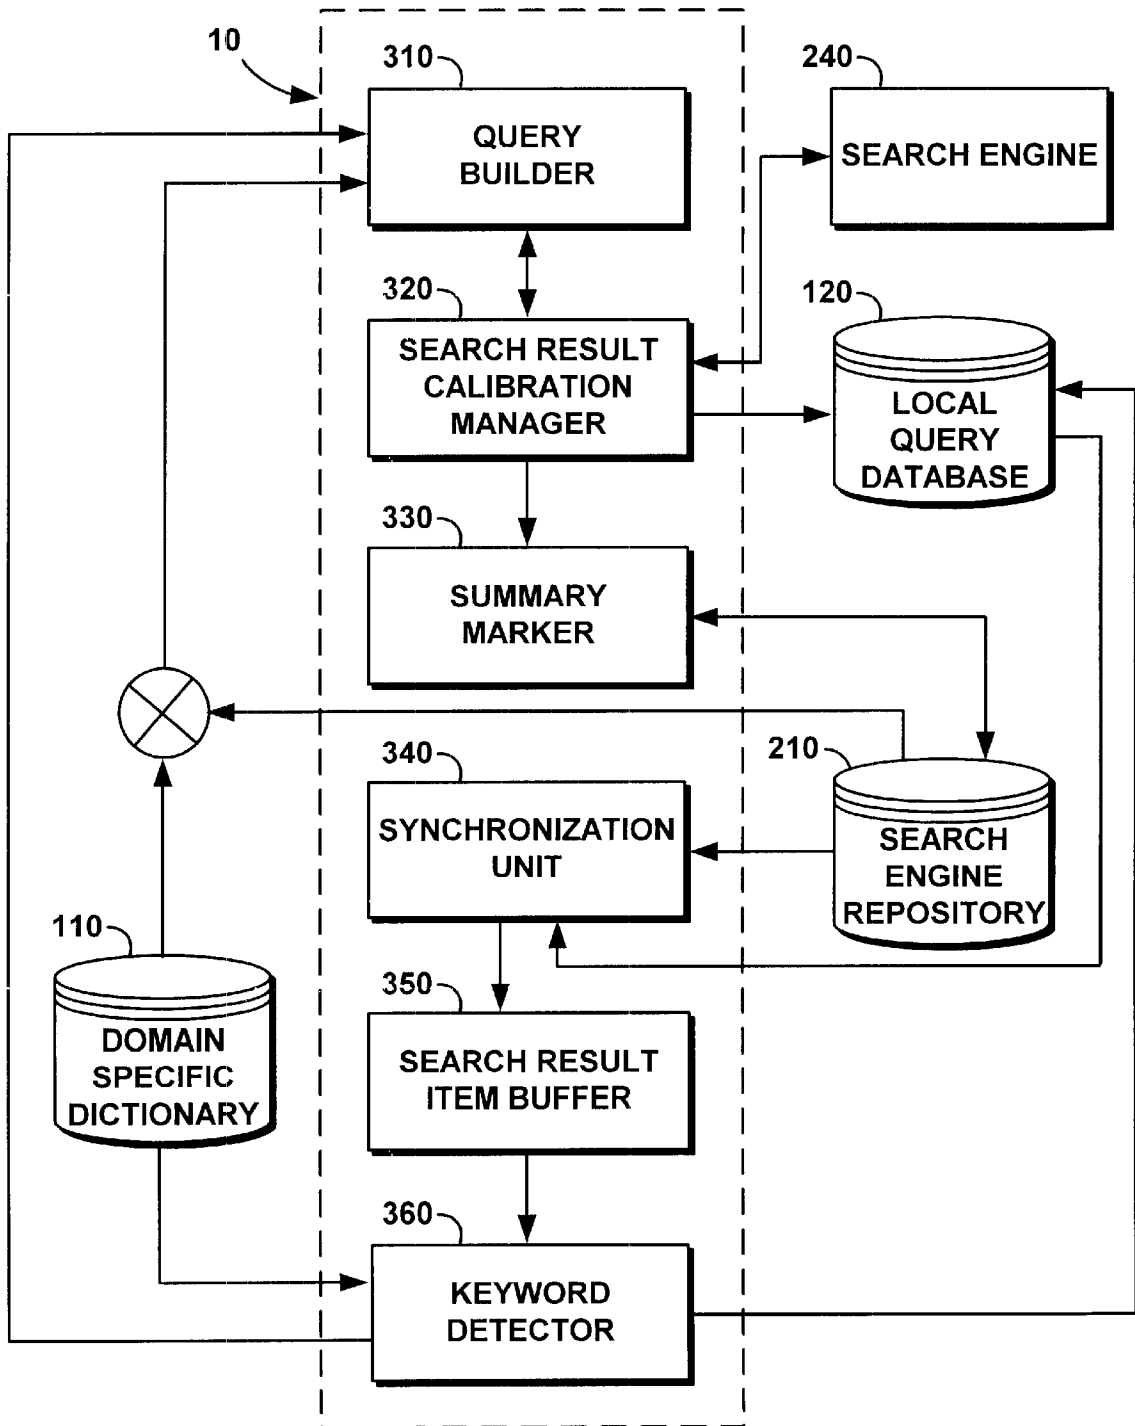 10
310
QUERY
BUILDER
240
SEARCH ENGINE
320
SEARCH RESULT
CALIBRATION
MANAGER
120
LOCAL
QUERY
DATABASE
330
SUMMARY
MARKER
340
SYNCHRONIZATION
UNIT
210
SEARCH
ENGINE
REPOSITORY
110
DOMAIN
SPECIFIC
DICTIONARY
350
SEARCH RESULT
ITEM BUFFER
360
KEYWORD
DETECTOR